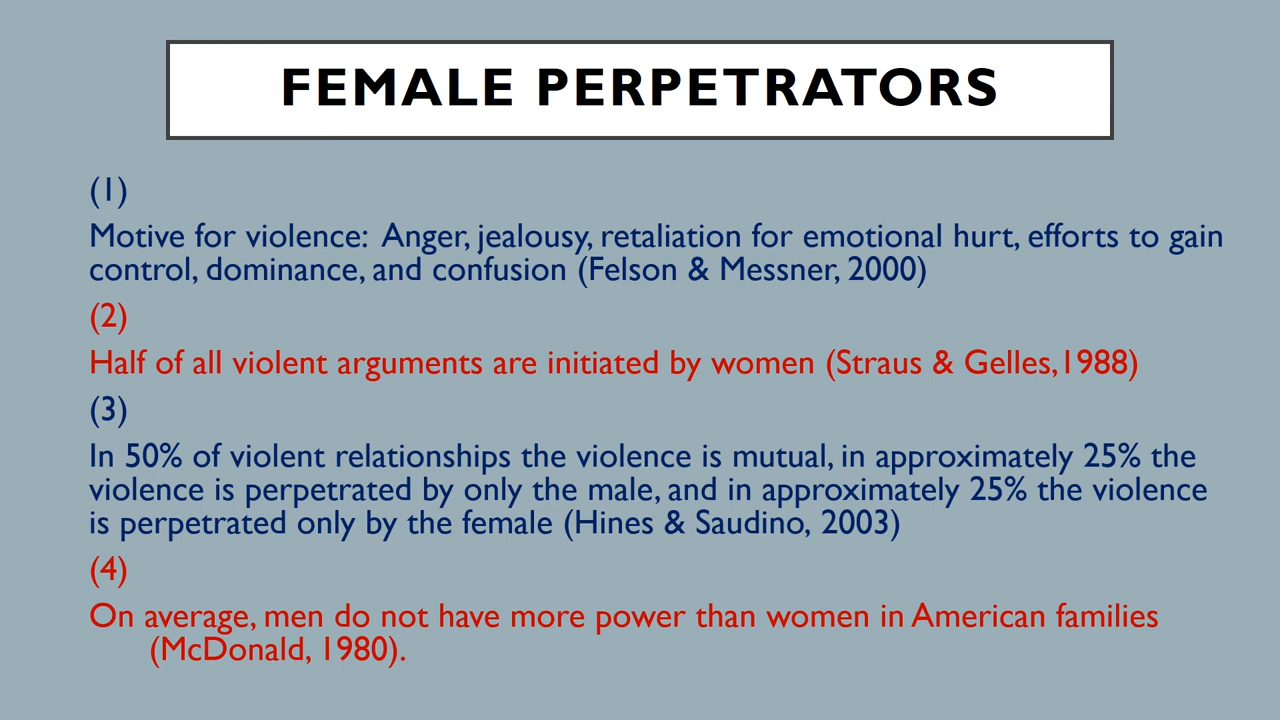 FEMALE PERPETRATORS
(1)
Motive for violence:  Anger, jealousy, retaliation for emotional hurt, efforts to gain
control, dominance, and confusion (Felson & Messner, 2000)
(2)
Half of all violent arguments are initiated by women (Straus & Gelles,1988)
(3)
In 50% of violent relationships the violence is mutual, in approximately 25% the
violence is perpetrated by only the male, and in approximately 25% the violence
is perpetrated only by the female (Hines & Saudino, 2003)
(4)
On average, men do not have more power than women in American families
(McDonald, 1980).